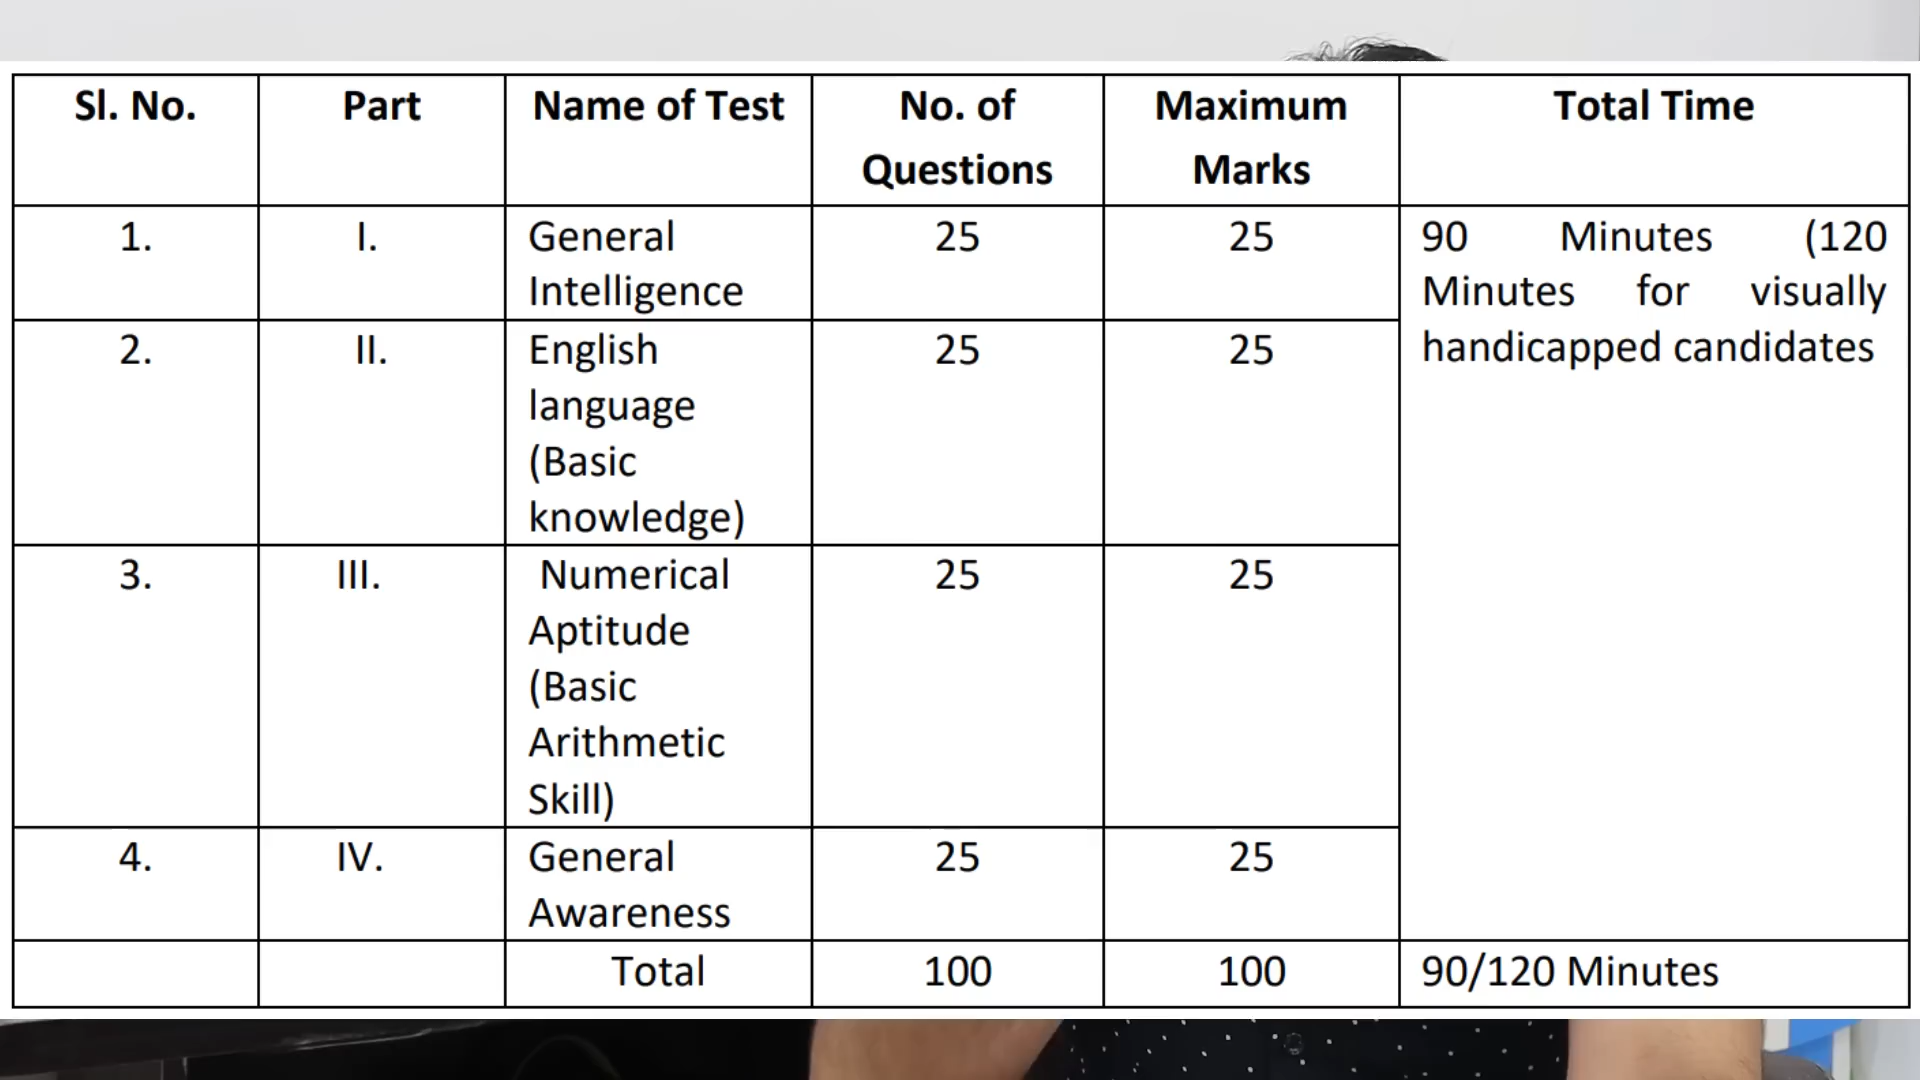 Sl. No. Part Name of Test No. of Questions Maximum Marks Total Time
1. I. General Intelligence 25 25 90 Minutes (120 Minutes for visually handicapped candidates
2. II. English language (Basic knowledge) 25 25
3. III. Numerical Aptitude (Basic Arithmetic Skill) 25 25
4. IV. General Awareness 25 25
Total 100 100 90/120 Minutes